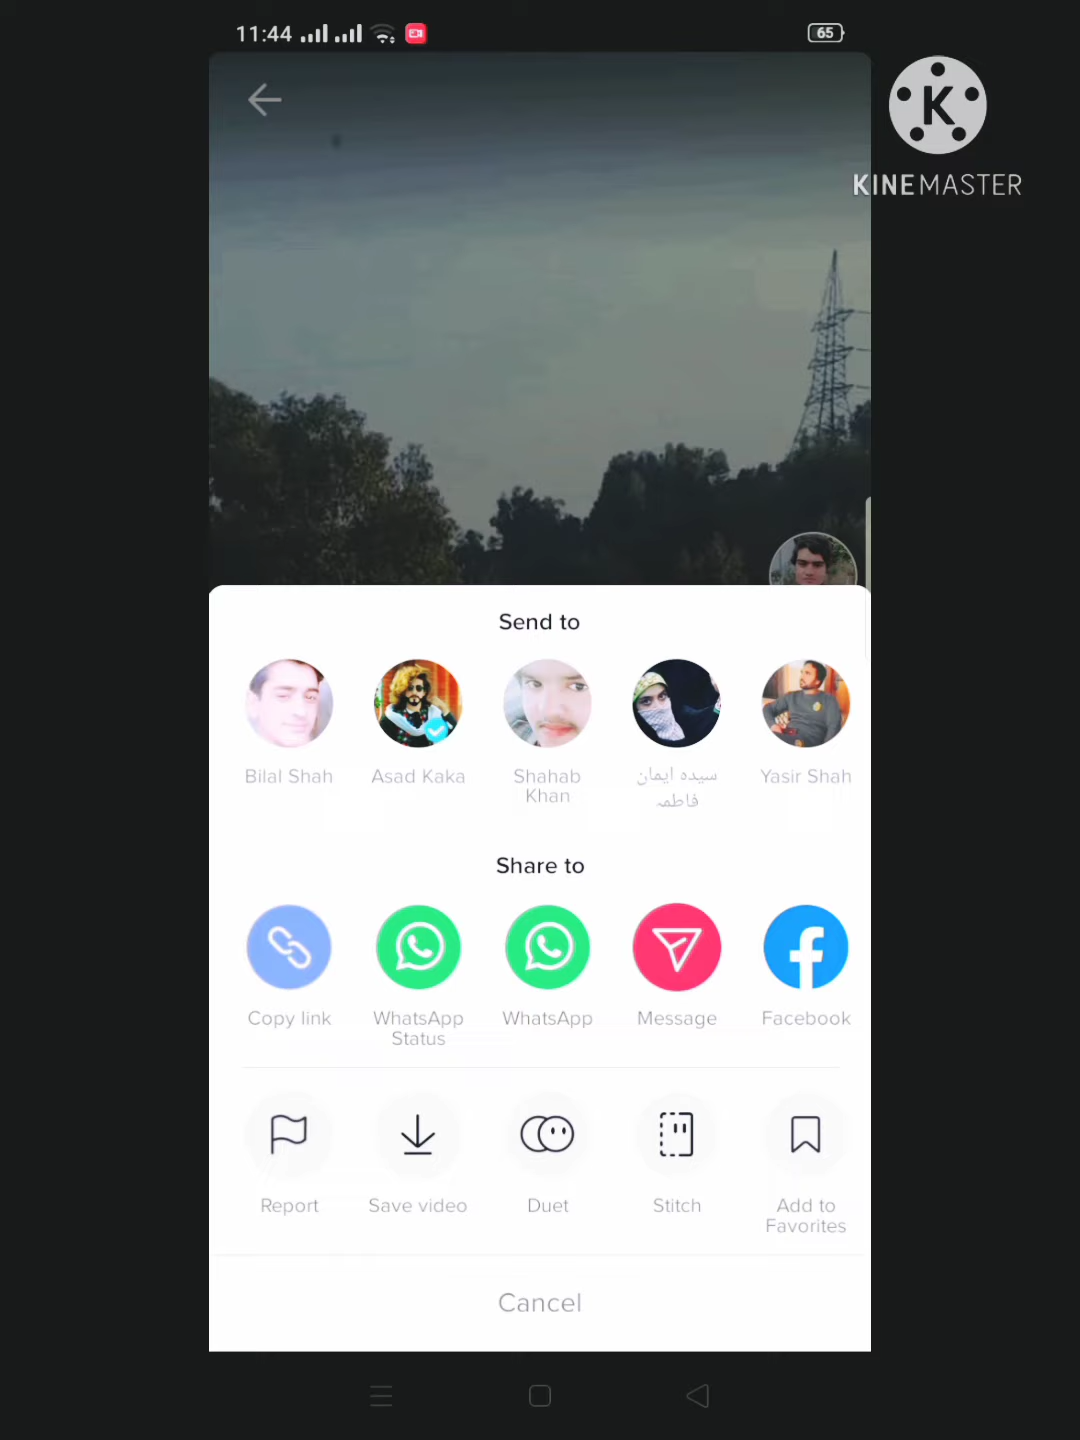 11:44
65
K
KINEMASTER
Send to
Bilal Shah
Asad Kaka
Shahab
Khan
سیده ایمان
فاطمہ
Yasir Shah
Share to
Copy link
WhatsApp
Status
WhatsApp
Message
Facebook
Report
Save video
Duet
Stitch
Add to
Favorites
Cancel